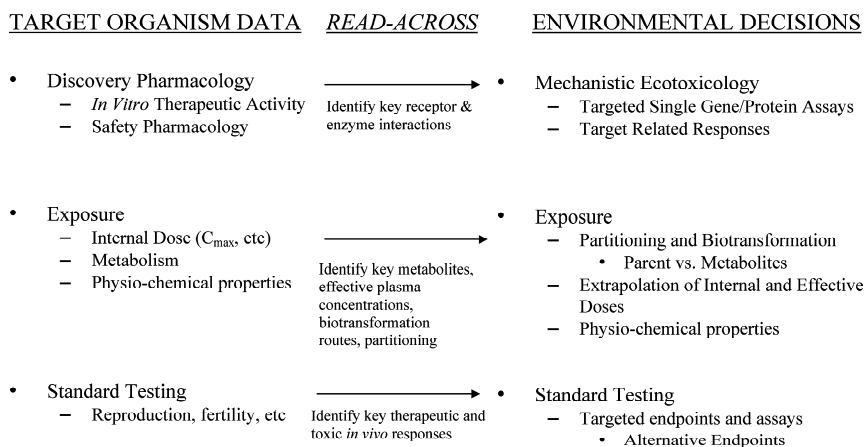 TARGET ORGANISM DATA
READ-ACROSS
ENVIRONMENTAL DECISIONS
• Discovery Pharmacology
– In Vitro Therapeutic Activity
– Safety Pharmacology
Identify key receptor &
enzyme interactions
• Mechanistic Ecotoxicology
– Targeted Single Gene/Protein Assays
– Target Related Responses
• Exposure
– Internal Dose (Cmax, etc)
– Metabolism
– Physio-chemical properties
Identify key metabolites,
effective plasma
concentrations,
biotransformation
routes, partitioning
• Exposure
– Partitioning and Biotransformation
• Parent vs. Metabolites
– Extrapolation of Internal and Effective
Doses
– Physio-chemical properties
• Standard Testing
– Reproduction, fertility, etc
Identify key therapeutic and
toxic in vivo responses
• Standard Testing
– Targeted endpoints and assays
• Alternative Endpoints